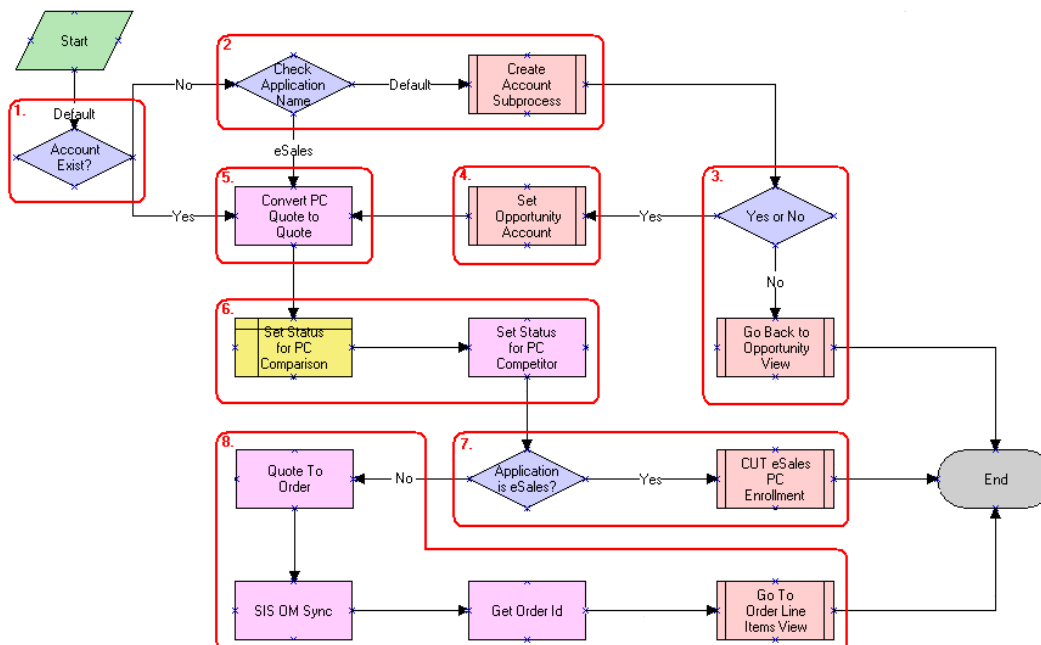 Start
Default
1.
Account
Exist?
No
Yes
2
Check
Application
Name
Default
Create
Account
Subprocess
eSales
5.
Convert PC
Quote to
Quote
4.
Set
Opportunity
Account
Yes
3.
Yes or No
No
Go Back to
Opportunity
View
6.
Set Status
for PC
Comparison
Set Status
for PC
Competitor
7.
Application
is eSales?
Yes
CUT eSales
PC
Enrollment
End
No
8.
Quote To
Order
SIS OM Sync
Get Order Id
Go To
Order Line
Items View